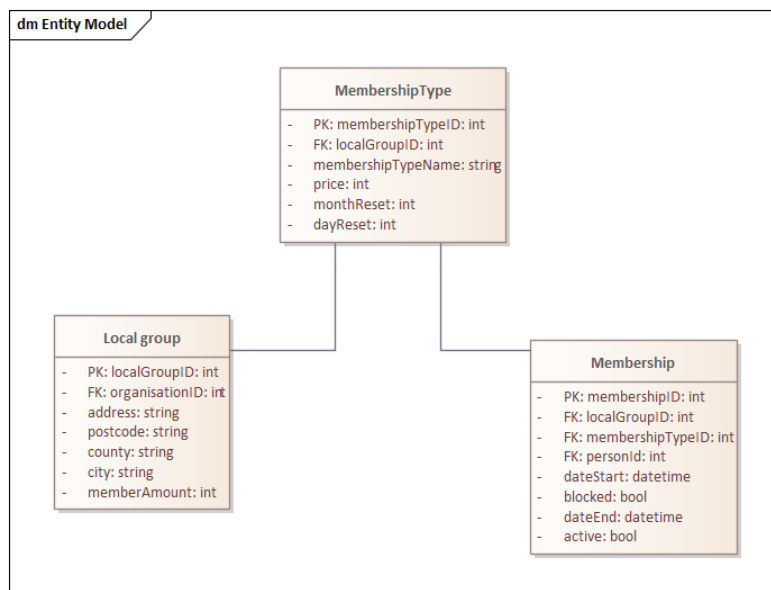 dm Entity Model
MembershipType
- PK: membershipTypeID: int
- FK: localGroupID: int
- membershipTypeName: string
- price: int
- monthReset: int
- dayReset: int
Local group
- PK: localGroupID: int
- FK: organisationID: int
- address: string
- postcode: string
- county: string
- city: string
- memberAmount: int
Membership
- PK: membershipID: int
- FK: localGroupID: int
- FK: membershipTypeID: int
- FK: personId: int
- dateStart: datetime
- blocked: bool
- dateEnd: datetime
- active: bool